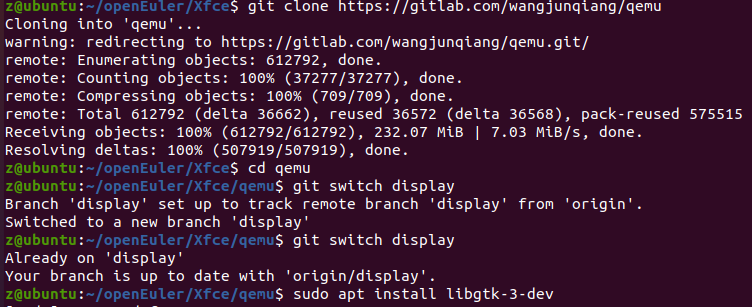 z@ubuntu:~/openEuler/Xfce$ git clone https://gitlab.com/wangjunqiang/qemu
Cloning into 'qemu'...
warning: redirecting to https://gitlab.com/wangjunqiang/qemu.git/
remote: Enumerating objects: 612792, done.
remote: Counting objects: 100% (37277/37277), done.
remote: Compressing objects: 100% (709/709), done.
remote: Total 612792 (delta 36662), reused 36572 (delta 36568), pack-reused 575515
Receiving objects: 100% (612792/612792), 232.07 MiB | 7.03 MiB/s, done.
Resolving deltas: 100% (507919/507919), done.
z@ubuntu:~/openEuler/Xfce$ cd qemu
z@ubuntu:~/openEuler/Xfce/qemu$ git switch display
Branch 'display' set up to track remote branch 'display' from 'origin'.
Switched to a new branch 'display'
z@ubuntu:~/openEuler/Xfce/qemu$ git switch display
Already on 'display'
Your branch is up to date with 'origin/display'.
z@ubuntu:~/openEuler/Xfce/qemu$ sudo apt install libgtk-3-dev